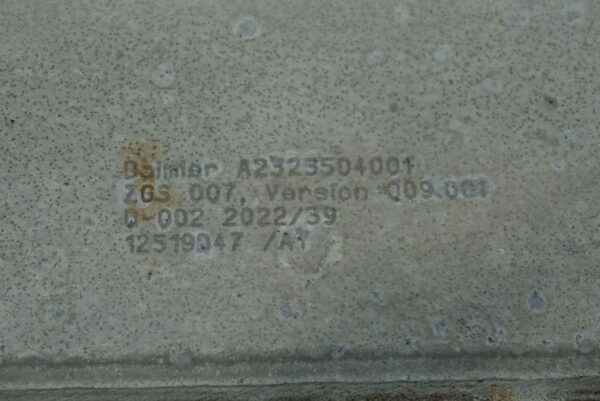 Daimler A2323504001
ZGS 007, Version 009.001
Q 002 2022/39
12519047 /A1